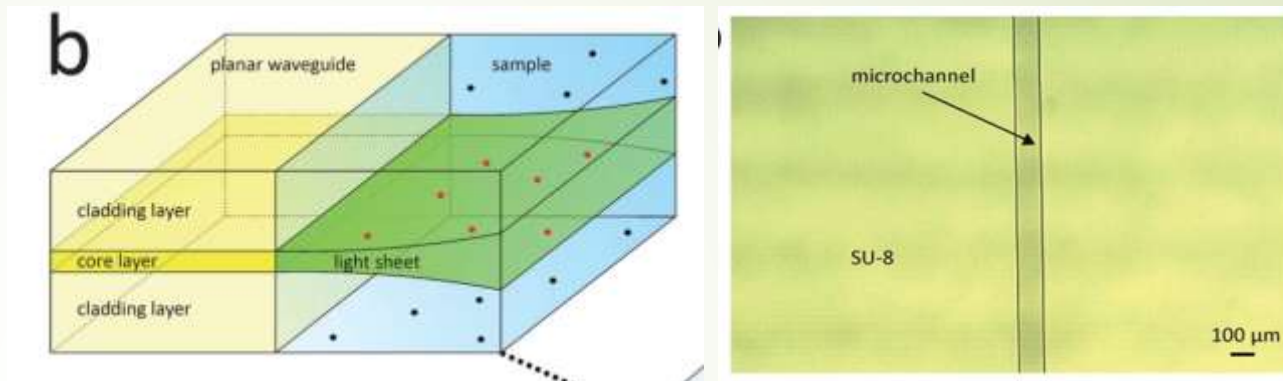 b
planar waveguide
sample
cladding layer
core layer
light sheet
cladding layer
microchannel
SU-8
100 μm